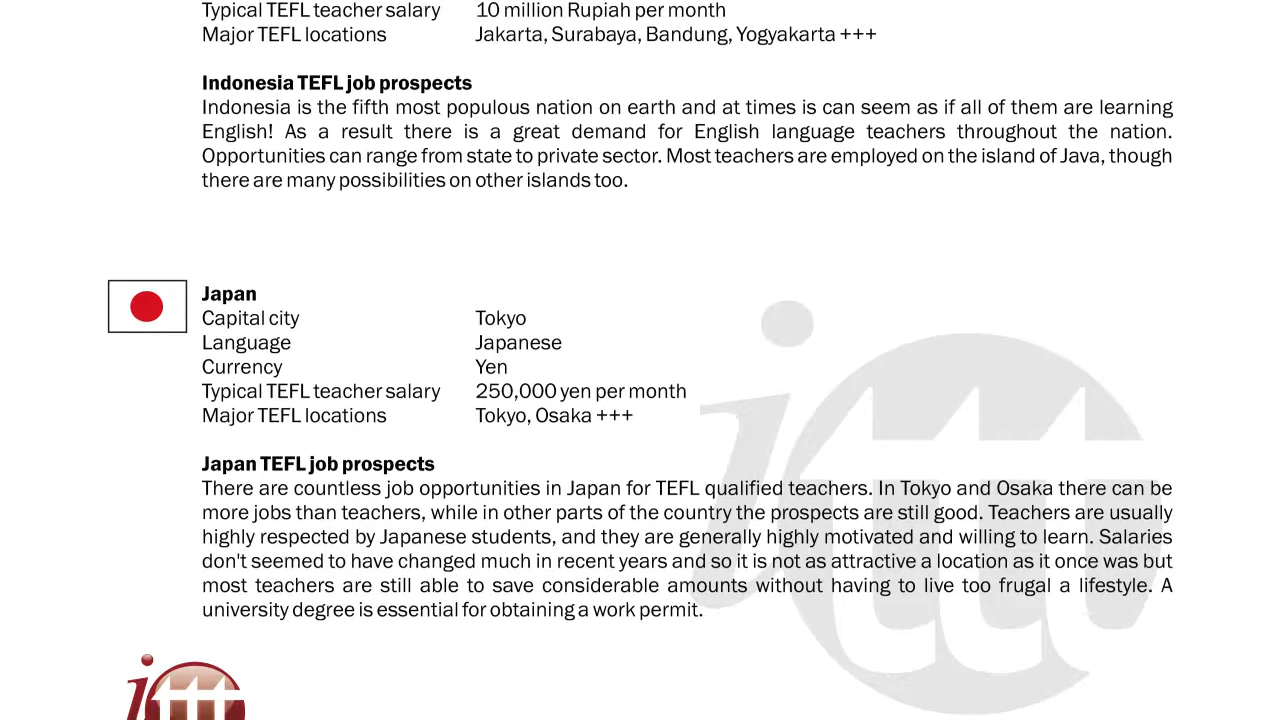 Typical TEFL teacher salary 10 million Rupiah per month
Major TEFL locations Jakarta, Surabaya, Bandung, Yogyakarta +++
Indonesia TEFL job prospects
Indonesia is the fifth most populous nation on earth and at times is can seem as if all of them are learning
English! As a result there is a great demand for English language teachers throughout the nation.
Opportunities can range from state to private sector. Most teachers are employed on the island of Java, though
there are many possibilities on other islands too.
Japan
Capital city Tokyo
Language Japanese
Currency Yen
Typical TEFL teacher salary 250,000 yen per month
Major TEFL locations Tokyo, Osaka +++
Japan TEFL job prospects
There are countless job opportunities in Japan for TEFL qualified teachers. In Tokyo and Osaka there can be
more jobs than teachers, while in other parts of the country the prospects are still good. Teachers are usually
highly respected by Japanese students, and they are generally highly motivated and willing to learn. Salaries
don't seemed to have changed much in recent years and so it is not as attractive a location as it once was but
most teachers are still able to save considerable amounts without having to live too frugal a lifestyle. A
university degree is essential for obtaining a work permit.
ittt
ittt